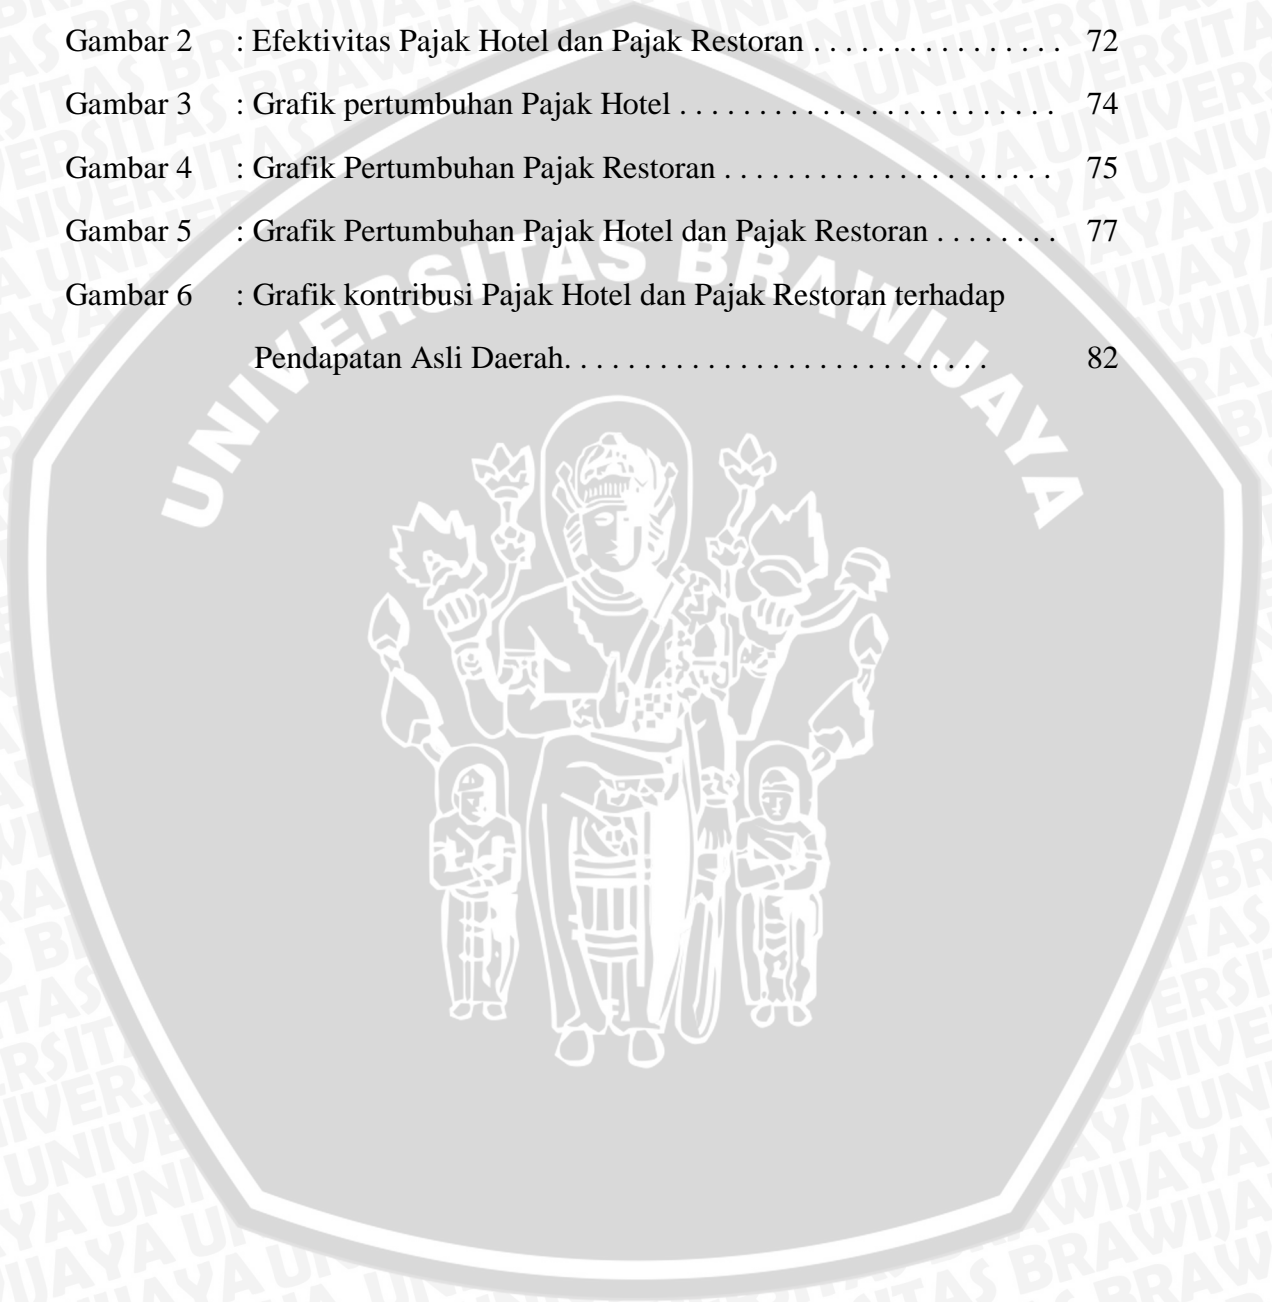 Gambar 2 : Efektivitas Pajak Hotel dan Pajak Restoran . . . . . . . . . . . . . . . . 72
Gambar 3 : Grafik pertumbuhan Pajak Hotel . . . . . . . . . . . . . . . . . . . . . . . . 74
Gambar 4 : Grafik Pertumbuhan Pajak Restoran . . . . . . . . . . . . . . . . . . . . . 75
Gambar 5 : Grafik Pertumbuhan Pajak Hotel dan Pajak Restoran . . . . . . . . 77
Gambar 6 : Grafik kontribusi Pajak Hotel dan Pajak Restoran terhadap
Pendapatan Asli Daerah. . . . . . . . . . . . . . . . . . . . . . . . . . . 82
UNIVERSITAS BRAWIJAYA